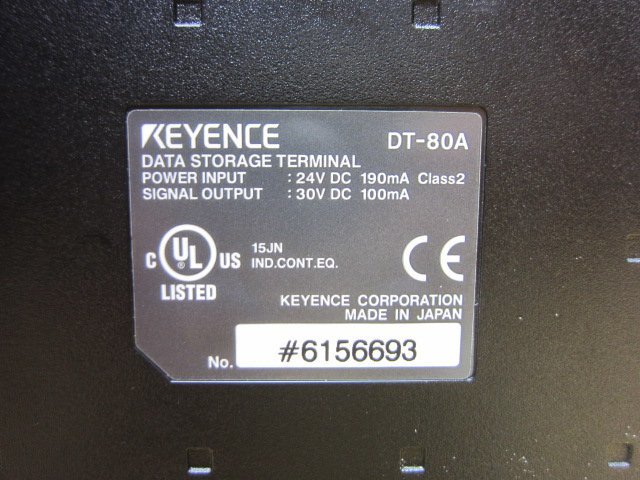 KEYENCE DT-80A
DATA STORAGE TERMINAL
POWER INPUT : 24V DC 190mA Class2
SIGNAL OUTPUT : 30V DC 100mA
C UL US
LISTED
15JN
IND.CONT.EQ.
CE
KEYENCE CORPORATION
MADE IN JAPAN
No. #6156693